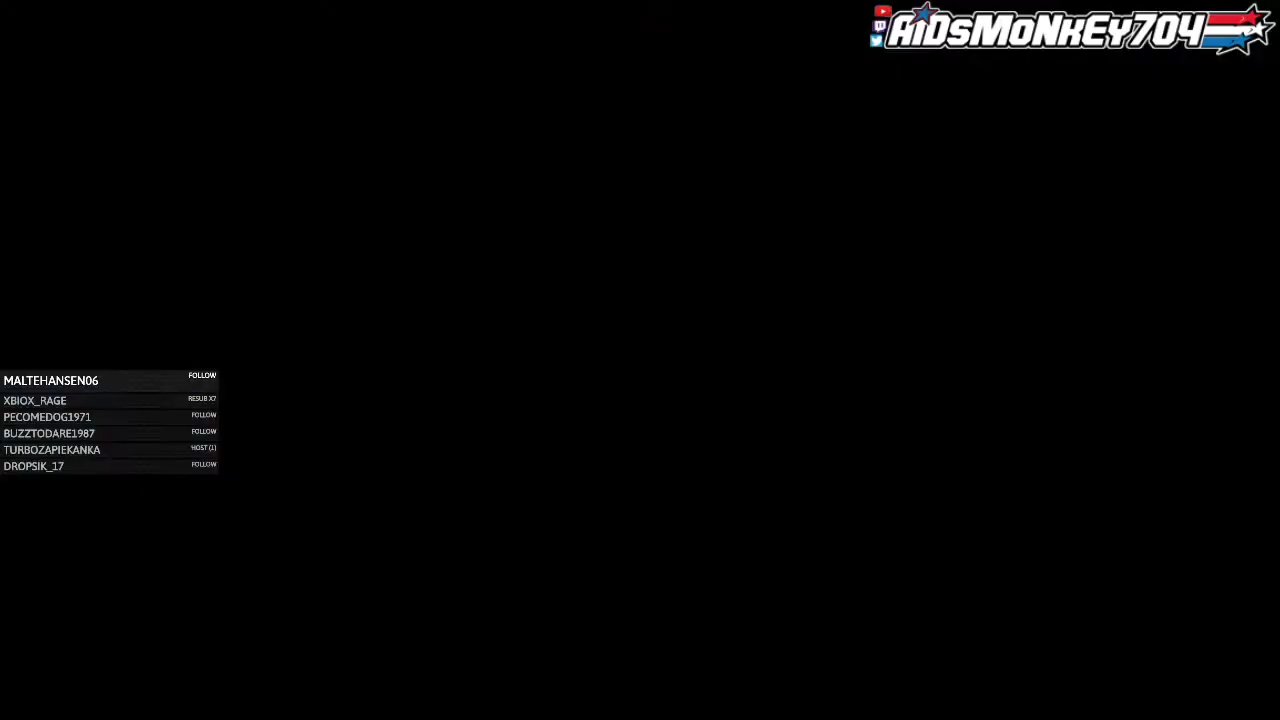 AiDsMoNkEy704
MALTEHANSEN06 FOLLOW
XBIOX_RAGE RESUB X7
PECOMEDOG1971 FOLLOW
BUZZTODARE1987 FOLLOW
TURBOZAPIEKANKA HOST (1)
DROPSIK_17 FOLLOW